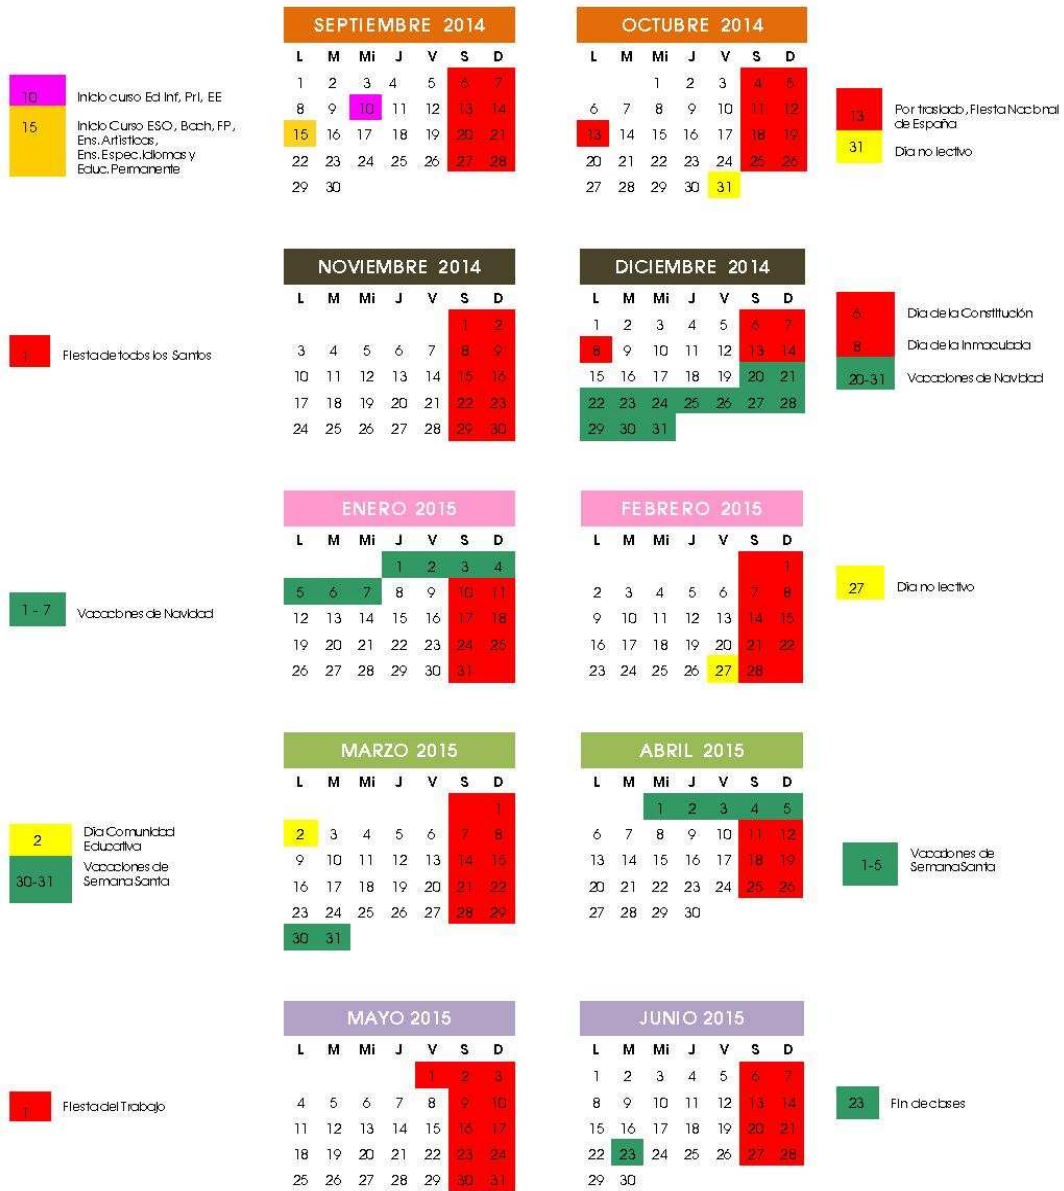 SEPTIEMBRE 2014
L M Mi J V S D
1 2 3 4 5 6 7
8 9 10 11 12 13 14
15 16 17 18 19 20 21
22 23 24 25 26 27 28
29 30
10 Inicio curso Ed Inf, Pri, EE
15 Inicio Curso ESO, Bach, FP,
Ens. Artísticas,
Ens. Espec. Idiomas y
Educ. Permanente
OCTUBRE 2014
L M Mi J V S D
1 2 3 4 5
6 7 8 9 10 11 12
13 14 15 16 17 18 19
20 21 22 23 24 25 26
27 28 29 30 31
13 Por traslado, Fiesta Nacional
de España
31 Día no lectivo
NOVIEMBRE 2014
L M Mi J V S D
1 2
3 4 5 6 7 8 9
10 11 12 13 14 15 16
17 18 19 20 21 22 23
24 25 26 27 28 29 30
1 Fiesta de todos los Santos
DICIEMBRE 2014
L M Mi J V S D
1 2 3 4 5 6 7
8 9 10 11 12 13 14
15 16 17 18 19 20 21
22 23 24 25 26 27 28
29 30 31
6 Día de la Constitución
8 Día de la Inmaculada
20-31 Vacaciones de Navidad
ENERO 2015
L M Mi J V S D
1 2 3 4
5 6 7 8 9 10 11
12 13 14 15 16 17 18
19 20 21 22 23 24 25
26 27 28 29 30 31
1 - 7 Vacaciones de Navidad
FEBRERO 2015
L M Mi J V S D
1
2 3 4 5 6 7 8
9 10 11 12 13 14 15
16 17 18 19 20 21 22
23 24 25 26 27 28
27 Día no lectivo
MARZO 2015
L M Mi J V S D
1
2 3 4 5 6 7 8
9 10 11 12 13 14 15
16 17 18 19 20 21 22
23 24 25 26 27 28 29
30 31
2 Día Comunidad
Educativa
30-31 Vacaciones de
Semana Santa
ABRIL 2015
L M Mi J V S D
1 2 3 4 5
6 7 8 9 10 11 12
13 14 15 16 17 18 19
20 21 22 23 24 25 26
27 28 29 30
1-5 Vacaciones de
Semana Santa
MAYO 2015
L M Mi J V S D
1 2 3
4 5 6 7 8 9 10
11 12 13 14 15 16 17
18 19 20 21 22 23 24
25 26 27 28 29 30 31
1 Fiesta del Trabajo
JUNIO 2015
L M Mi J V S D
1 2 3 4 5 6 7
8 9 10 11 12 13 14
15 16 17 18 19 20 21
22 23 24 25 26 27 28
29 30
23 Fin de clases